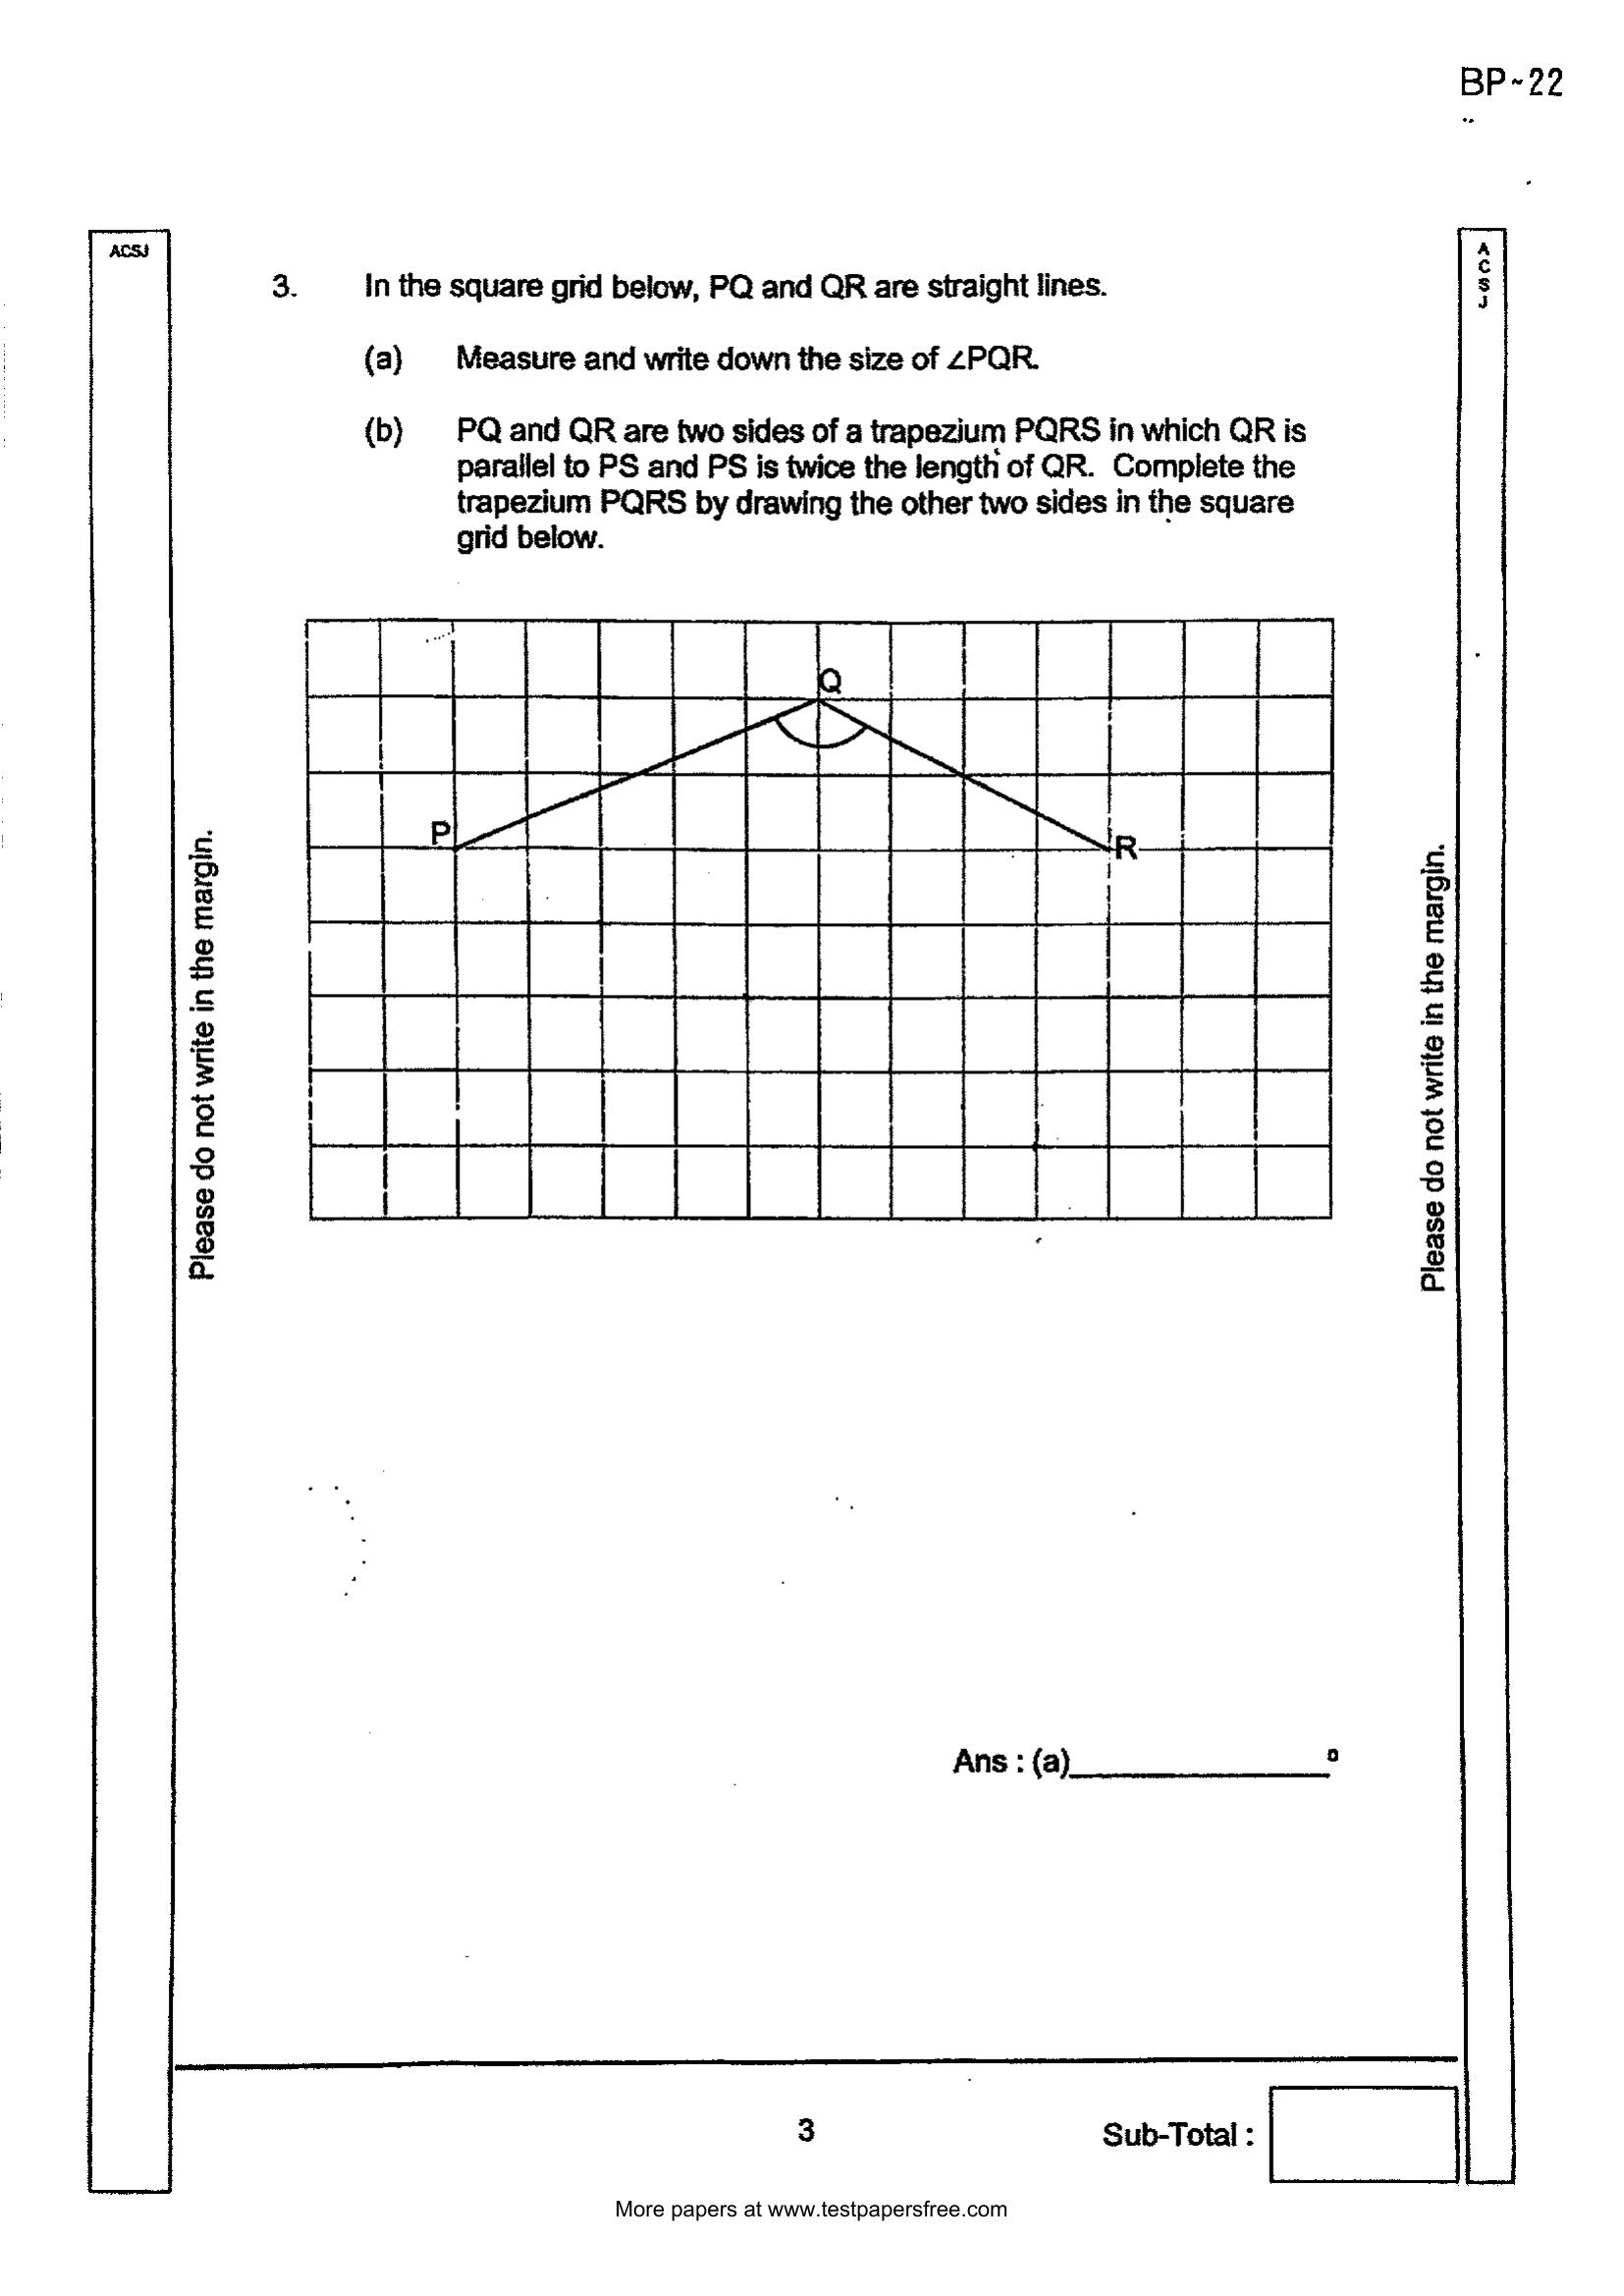 BP~22
ACSJ
A
C
S
J
3. In the square grid below, PQ and QR are straight lines.
(a) Measure and write down the size of ∠PQR.
(b) PQ and QR are two sides of a trapezium PQRS in which QR is
parallel to PS and PS is twice the length of QR. Complete the
trapezium PQRS by drawing the other two sides in the square
grid below.
Q
P
R
Please do not write in the margin.
Please do not write in the margin.
Ans : (a)______________°
3
Sub-Total :
More papers at www.testpapersfree.com